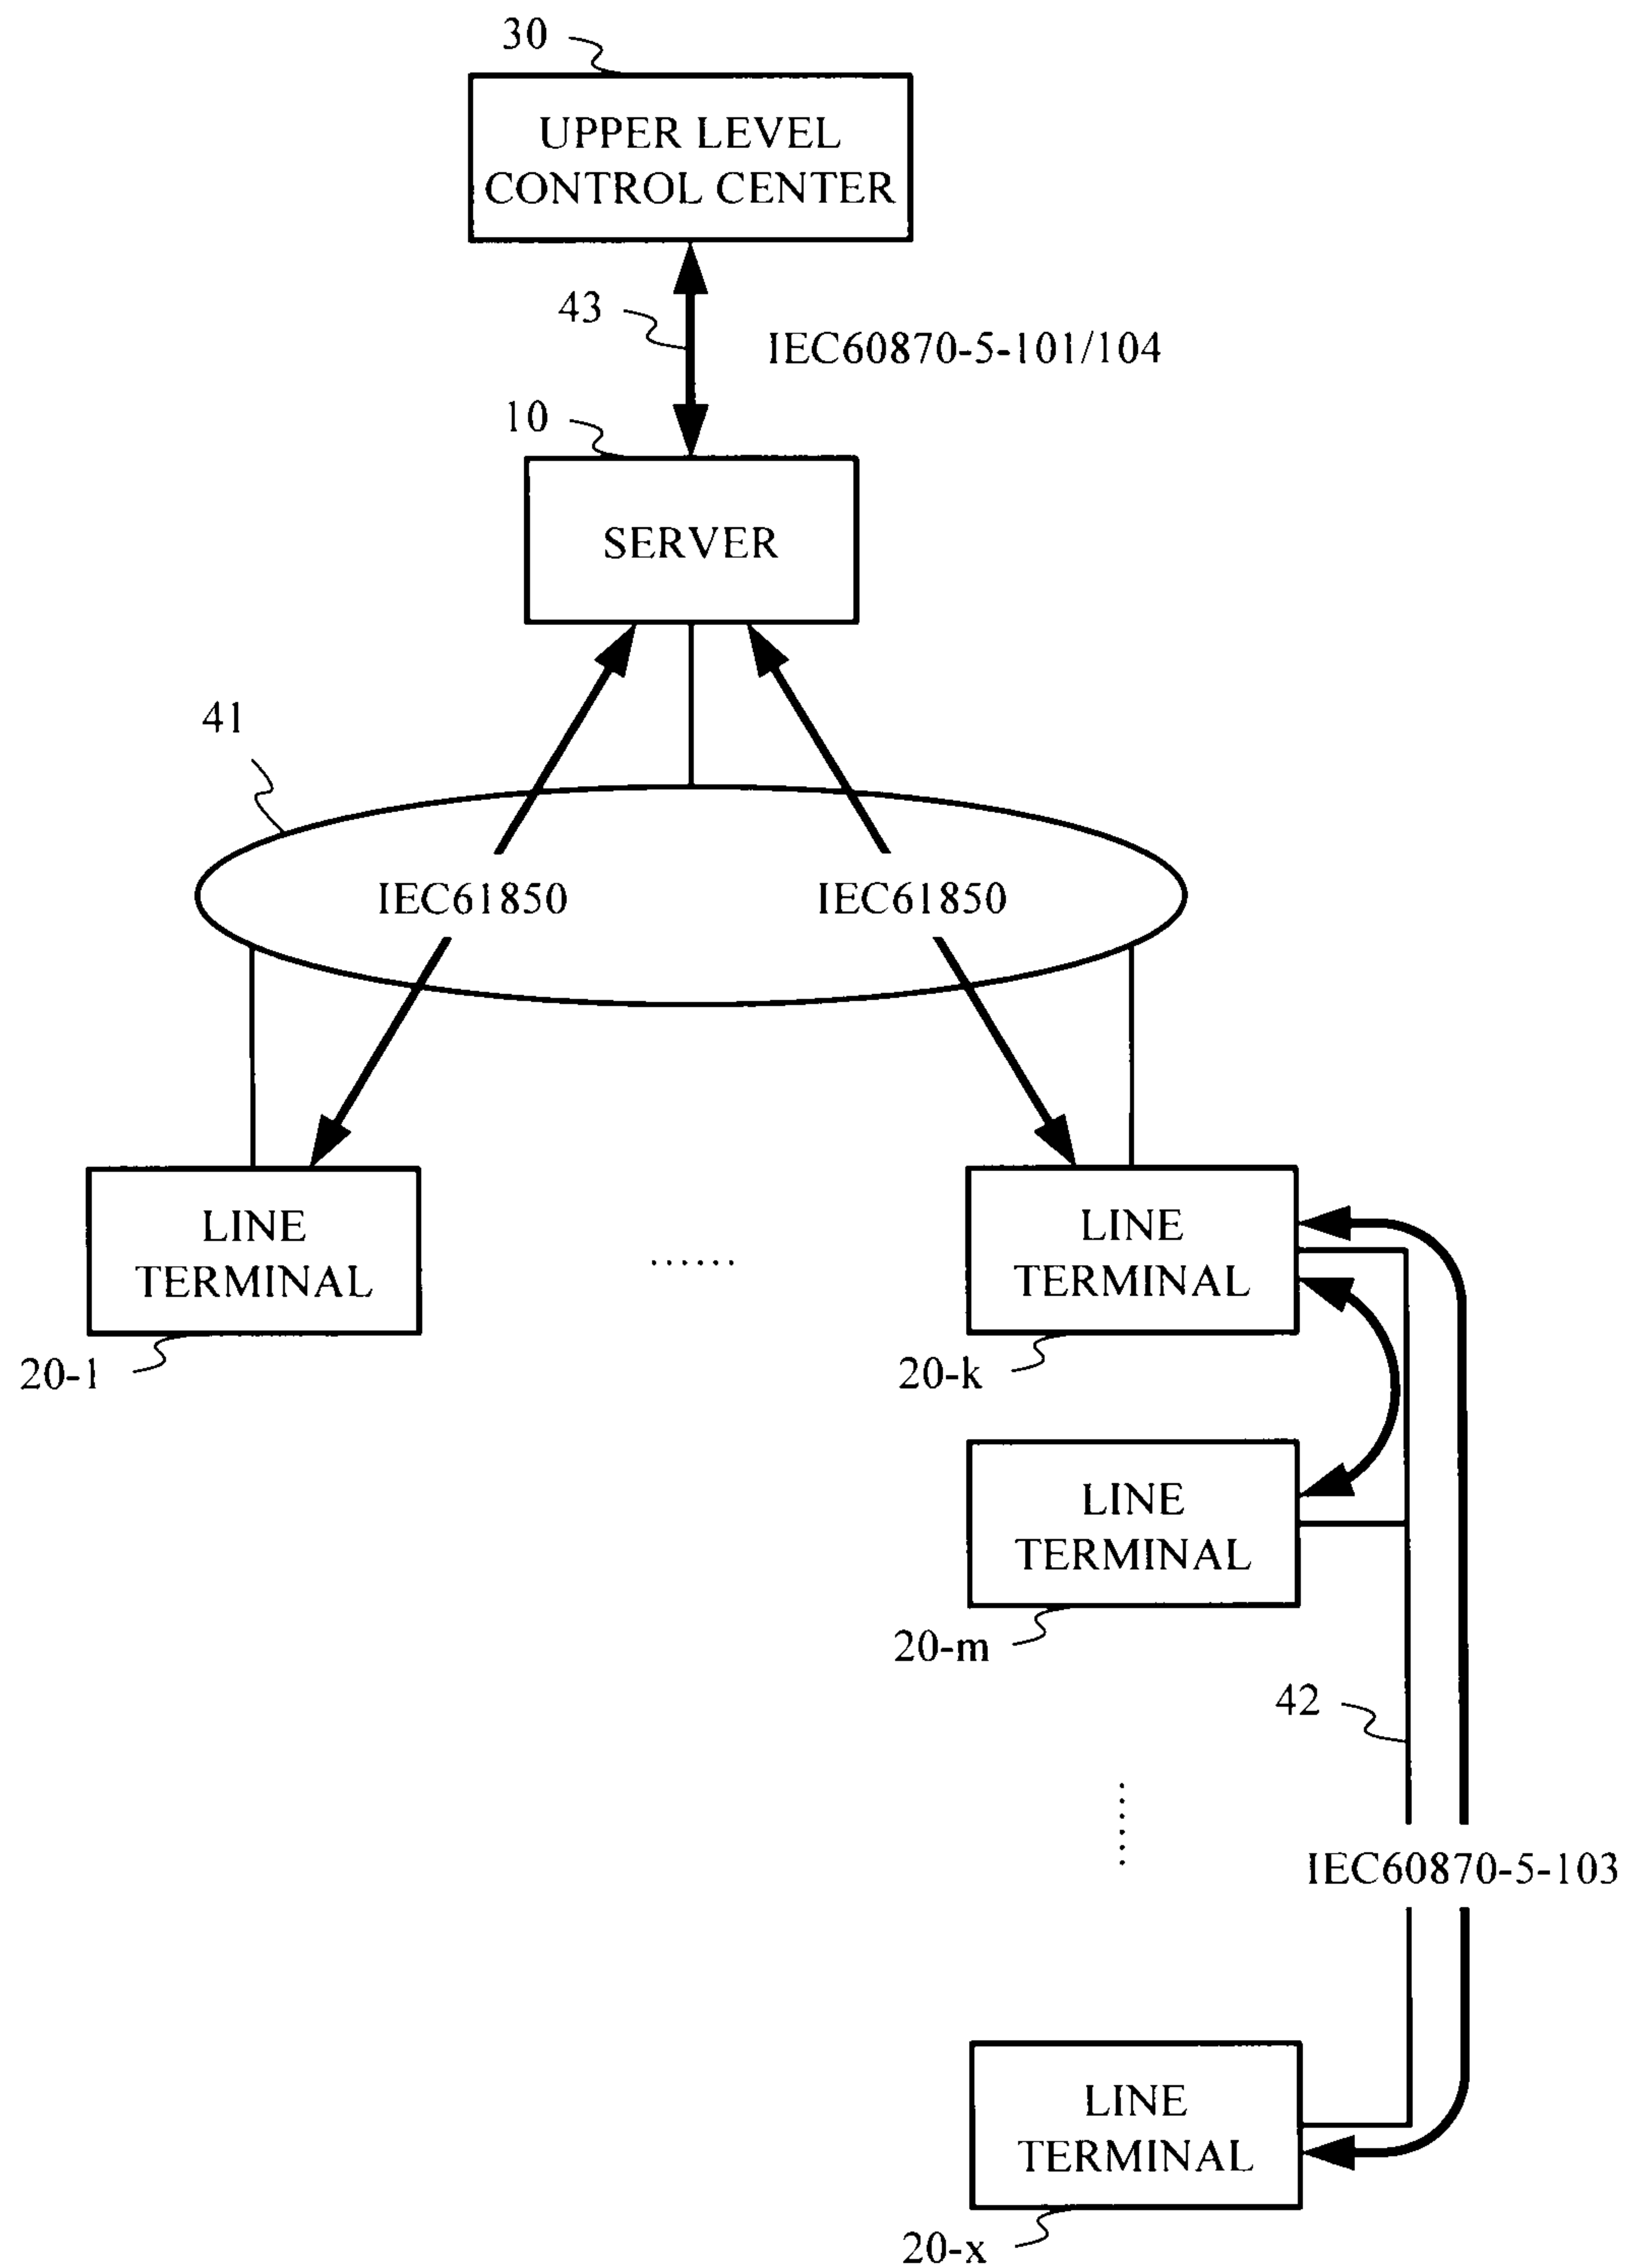 30
UPPER LEVEL
CONTROL CENTER
43
IEC60870-5-101/104
10
SERVER
41
IEC61850
IEC61850
LINE
TERMINAL
......
LINE
TERMINAL
20-1
20-k
LINE
TERMINAL
20-m
42
......
IEC60870-5-103
LINE
TERMINAL
20-x